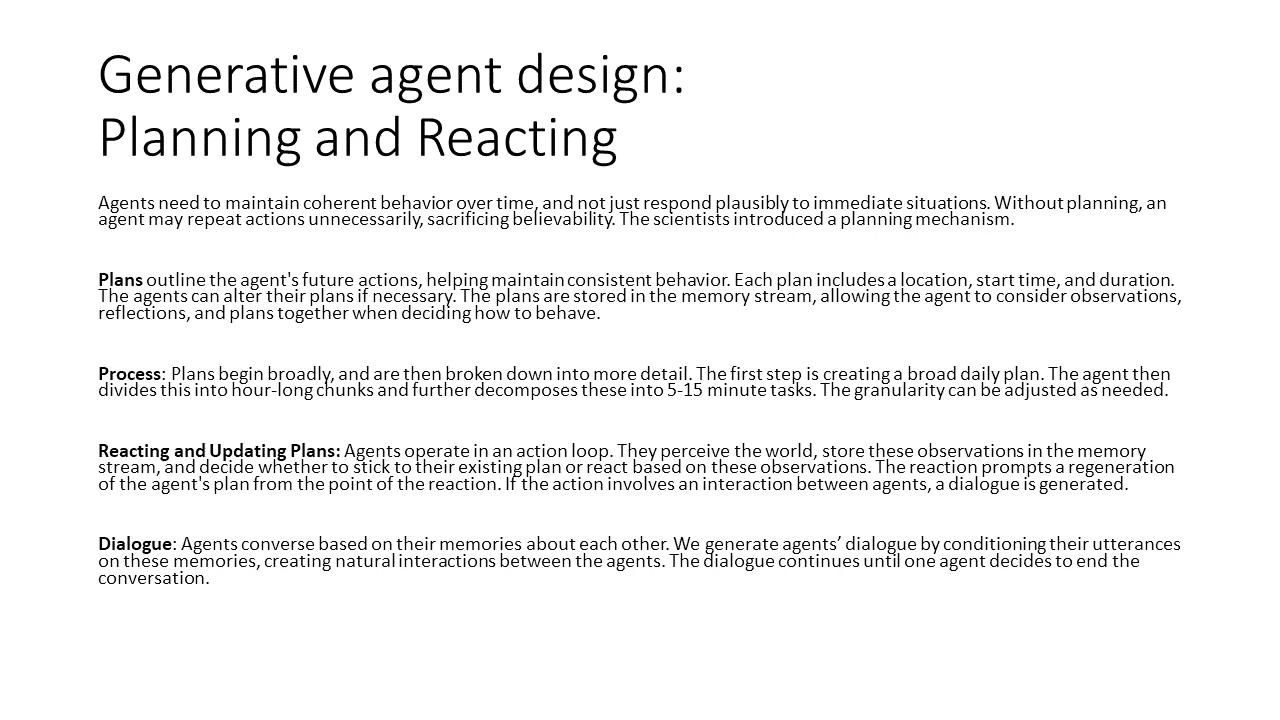 Generative agent design:
Planning and Reacting
Agents need to maintain coherent behavior over time, and not just respond plausibly to immediate situations. Without planning, an
agent may repeat actions unnecessarily, sacrificing believability. The scientists introduced a planning mechanism.
Plans outline the agent's future actions, helping maintain consistent behavior. Each plan includes a location, start time, and duration.
The agents can alter their plans if necessary. The plans are stored in the memory stream, allowing the agent to consider observations,
reflections, and plans together when deciding how to behave.
Process: Plans begin broadly, and are then broken down into more detail. The first step is creating a broad daily plan. The agent then
divides this into hour-long chunks and further decomposes these into 5-15 minute tasks. The granularity can be adjusted as needed.
Reacting and Updating Plans: Agents operate in an action loop. They perceive the world, store these observations in the memory
stream, and decide whether to stick to their existing plan or react based on these observations. The reaction prompts a regeneration
of the agent's plan from the point of the reaction. If the action involves an interaction between agents, a dialogue is generated.
Dialogue: Agents converse based on their memories about each other. We generate agents’ dialogue by conditioning their utterances
on these memories, creating natural interactions between the agents. The dialogue continues until one agent decides to end the
conversation.